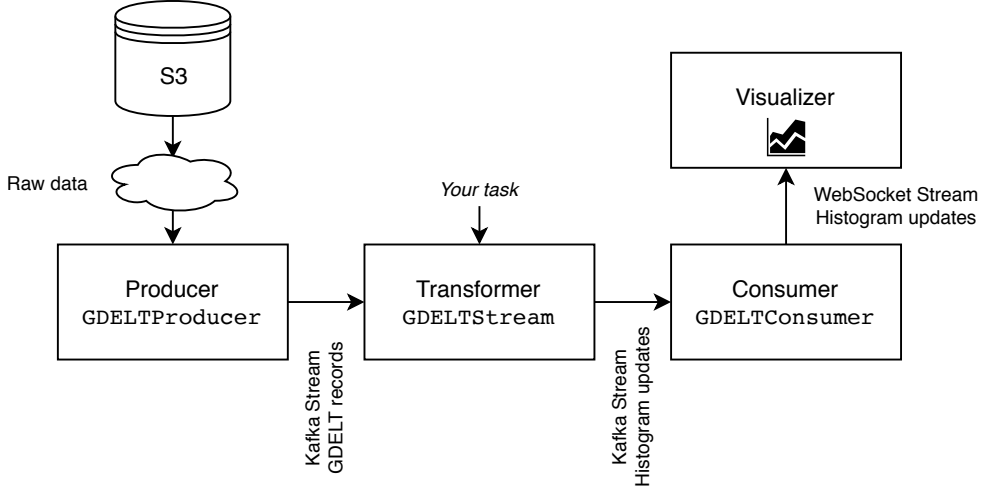 S3
Raw data
Your task
Visualizer
WebSocket Stream
Histogram updates
Producer
GDELTProducer
Transformer
GDELTStream
Consumer
GDELTConsumer
Kafka Stream
GDELT records
Kafka Stream
Histogram updates